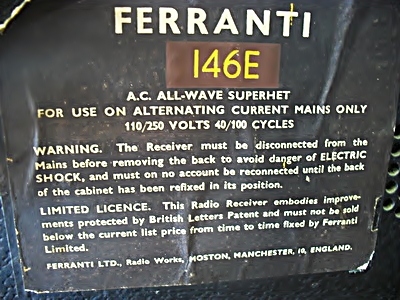 FERRANTI
146E
A.C. ALL-WAVE SUPERHET
FOR USE ON ALTERNATING CURRENT MAINS ONLY
110/250 VOLTS 40/100 CYCLES
WARNING. The Receiver must be disconnected from the
Mains before removing the back to avoid danger of ELECTRIC
SHOCK, and must on no account be reconnected until the back
of the cabinet has been refixed in its position.
LIMITED LICENCE. This Radio Receiver embodies improve-
ments protected by British Letters Patent and must not be sold
below the current list price from time to time fixed by Ferranti
Limited.
FERRANTI LTD., Radio Works, MOSTON, MANCHESTER, 10, ENGLAND.